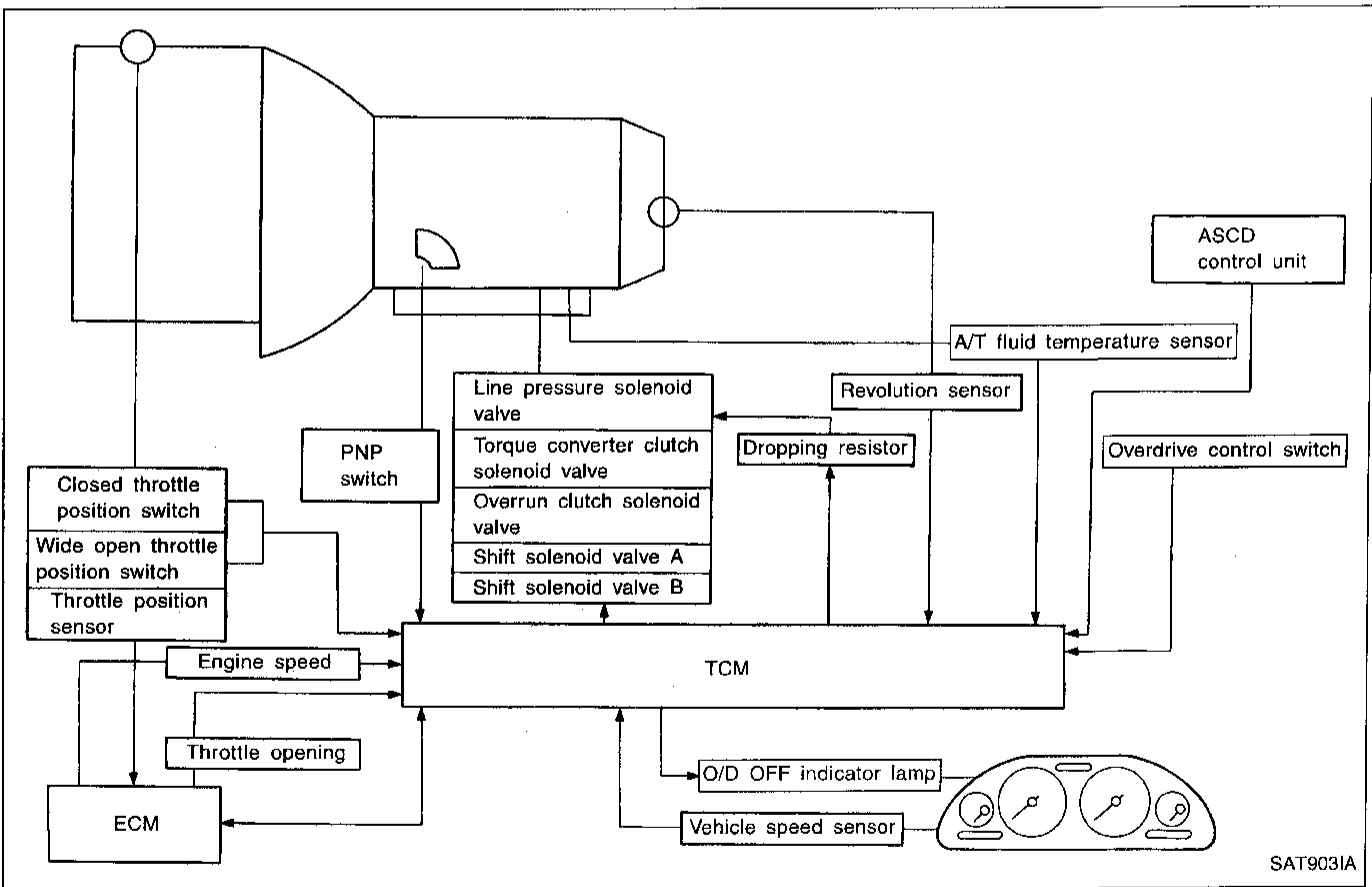 ASCD
control unit
A/T fluid temperature sensor
Line pressure solenoid
valve
Revolution sensor
Torque converter clutch
solenoid valve
Dropping resistor
Overdrive control switch
PNP
switch
Closed throttle
position switch
Overrun clutch solenoid
valve
Wide open throttle
position switch
Shift solenoid valve A
Shift solenoid valve B
Throttle position
sensor
Engine speed
TCM
Throttle opening
O/D OFF indicator lamp
ECM
Vehicle speed sensor
SAT903IA